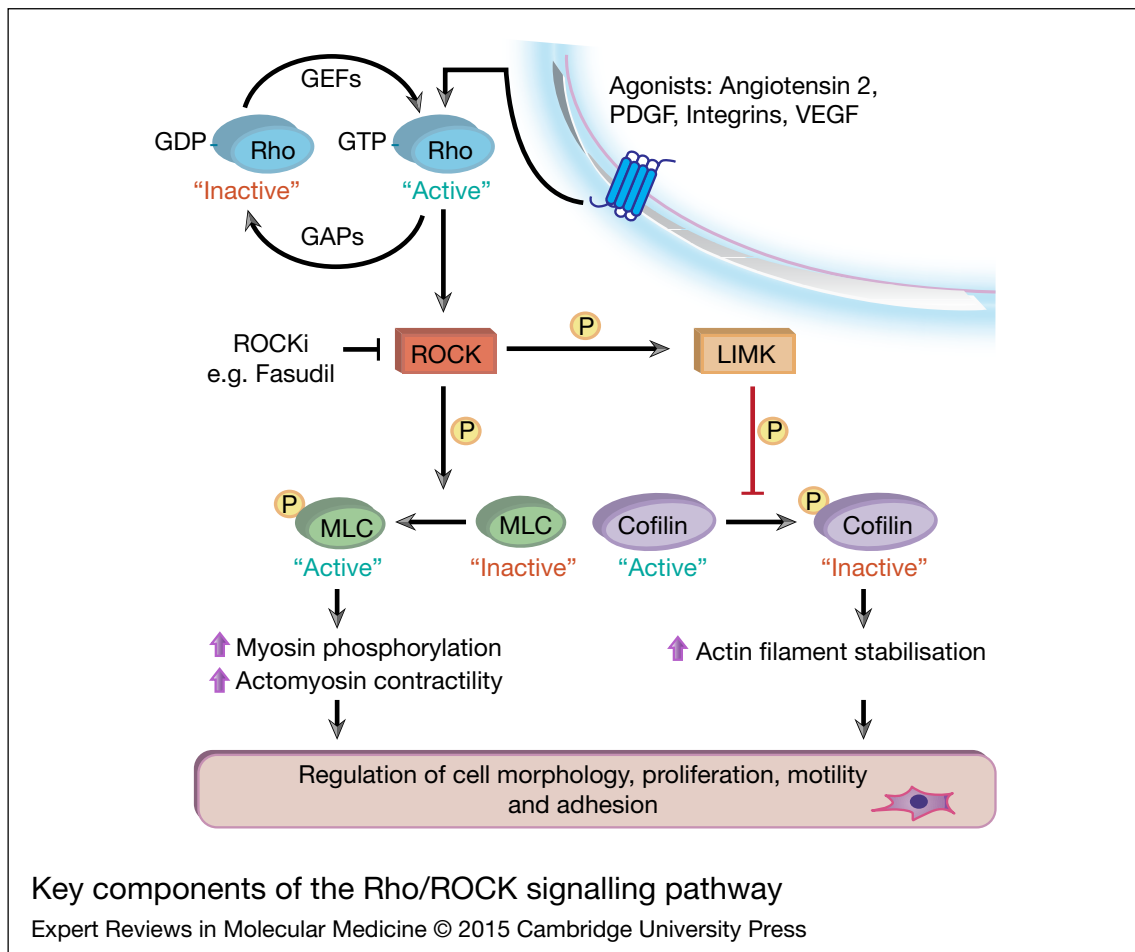 GEFs
Agonists: Angiotensin 2,
PDGF, Integrins, VEGF
GDP
Rho
GTP
Rho
“Inactive”
“Active”
GAPs
ROCKi
e.g. Fasudil
ROCK
P
LIMK
P
P
P
MLC
MLC
Cofilin
P
Cofilin
“Active”
“Inactive”
“Active”
“Inactive”
Myosin phosphorylation
Actomyosin contractility
Actin filament stabilisation
Regulation of cell morphology, proliferation, motility
and adhesion
Key components of the Rho/ROCK signalling pathway
Expert Reviews in Molecular Medicine © 2015 Cambridge University Press